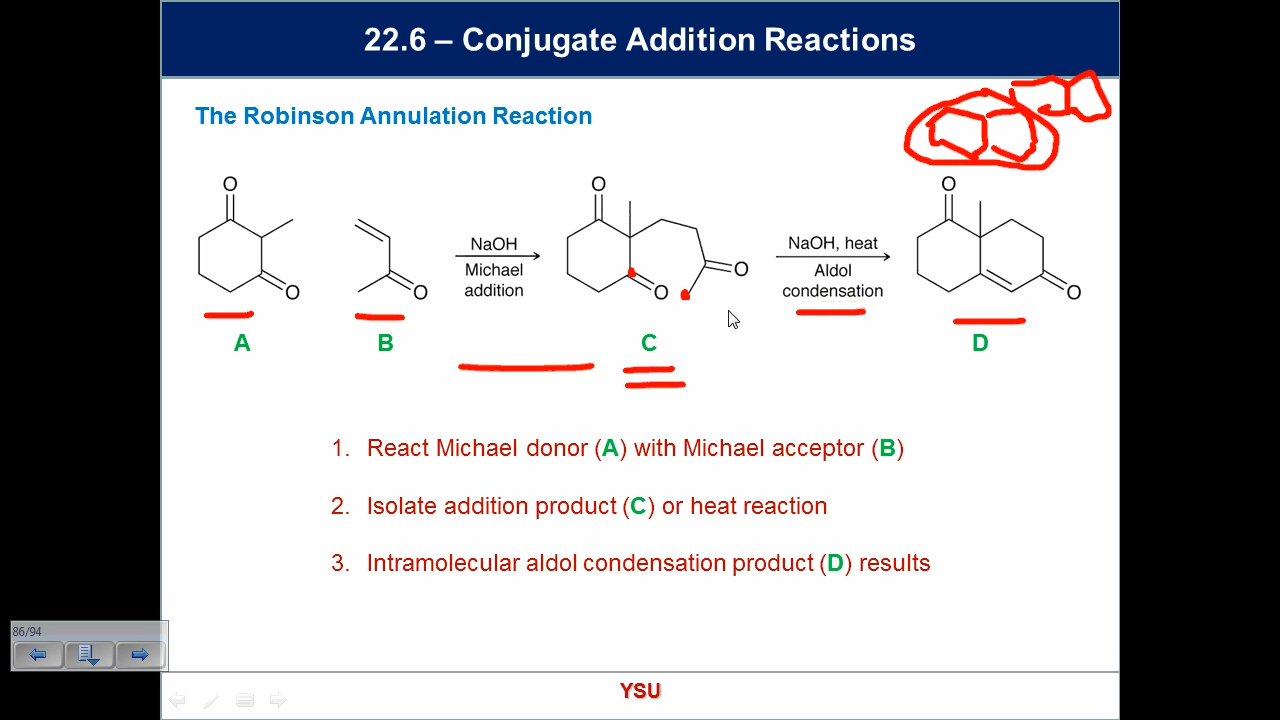 22.6 – Conjugate Addition Reactions
The Robinson Annulation Reaction
O
O
O
NaOH
Michael
addition
O
O
O
NaOH, heat
Aldol
condensation
O
O
A
B
C
D
1. React Michael donor (A) with Michael acceptor (B)
2. Isolate addition product (C) or heat reaction
3. Intramolecular aldol condensation product (D) results
86/94
YSU